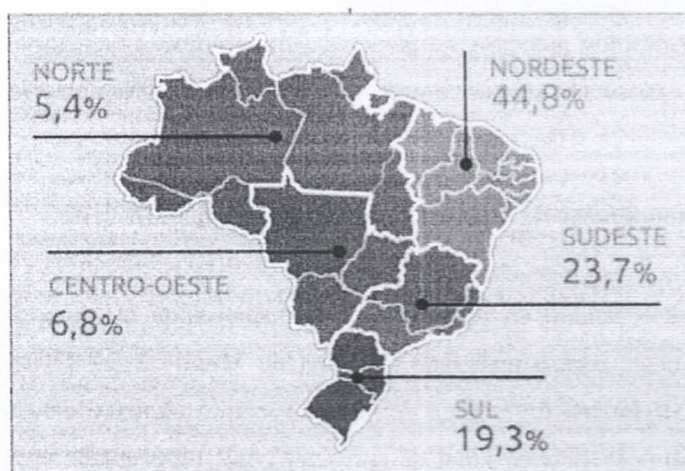 NORTE
5,4%
NORDESTE
44,8%
CENTRO-OESTE
6,8%
SUDESTE
23,7%
SUL
19,3%